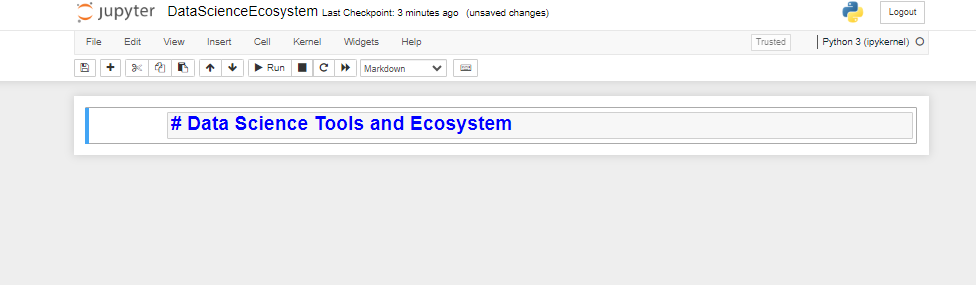 jupyter DataScienceEcosystem Last Checkpoint: 3 minutes ago (unsaved changes) Logout
File Edit View Insert Cell Kernel Widgets Help Trusted Python 3 (ipykernel)
Run Markdown
# Data Science Tools and Ecosystem